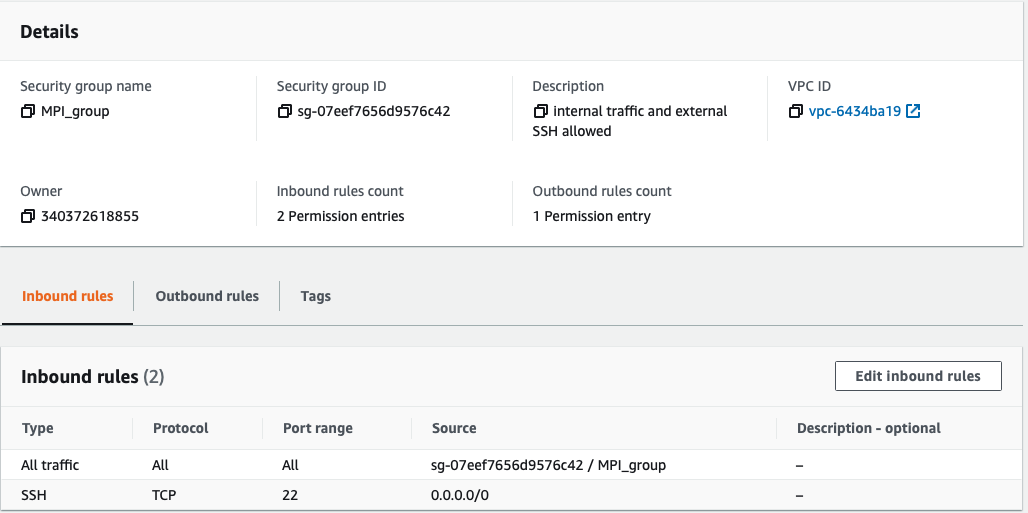 Details
Security group name
MPI_group
Security group ID
sg-07eef7656d9576c42
Description
internal traffic and external
SSH allowed
VPC ID
vpc-6434ba19
Owner
340372618855
Inbound rules count
2 Permission entries
Outbound rules count
1 Permission entry
Inbound rules
Outbound rules
Tags
Inbound rules (2)
Edit inbound rules
Type Protocol Port range Source Description - optional
All traffic All All sg-07eef7656d9576c42 / MPI_group –
SSH TCP 22 0.0.0.0/0 –